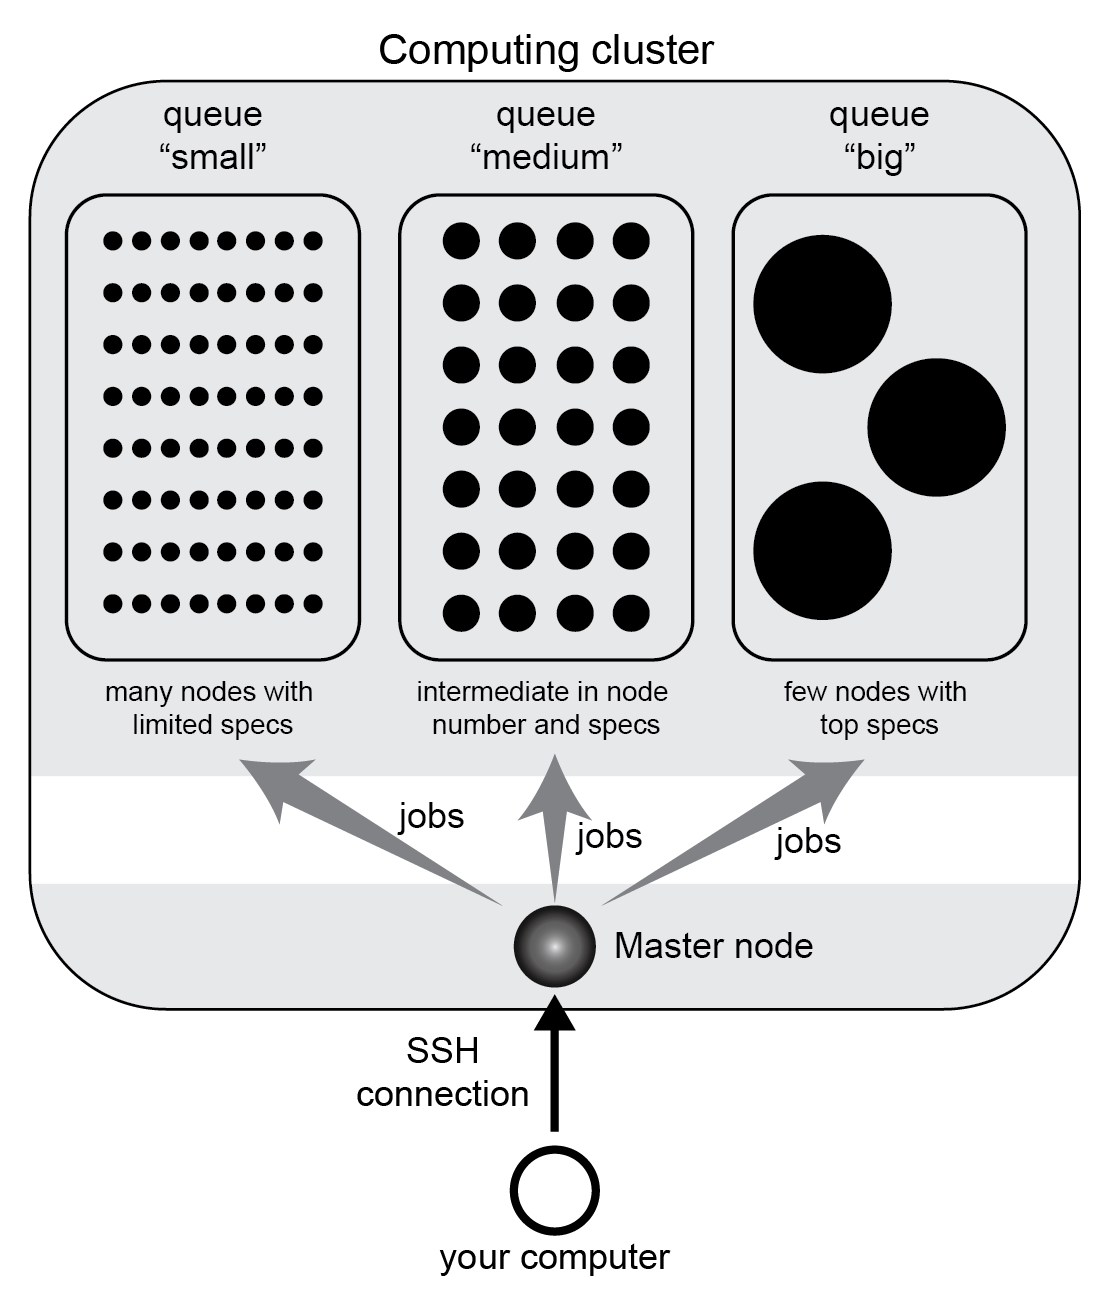 Computing cluster
queue
“small”
queue
“medium”
queue
“big”
many nodes with
limited specs
intermediate in node
number and specs
few nodes with
top specs
jobs
jobs
jobs
Master node
SSH
connection
your computer